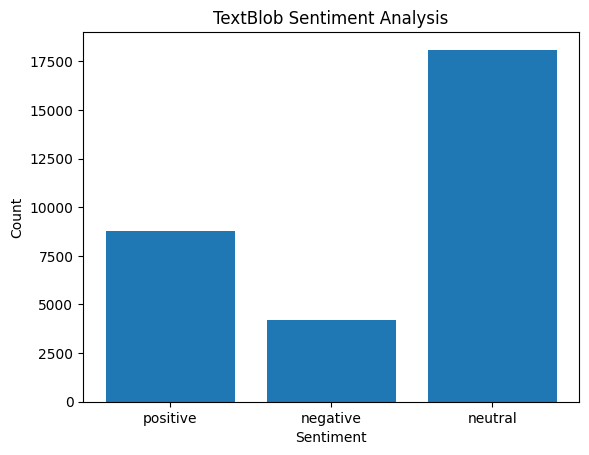 TextBlob Sentiment Analysis
17500
15000
12500
10000
7500
5000
2500
0
Count
positive negative neutral
Sentiment